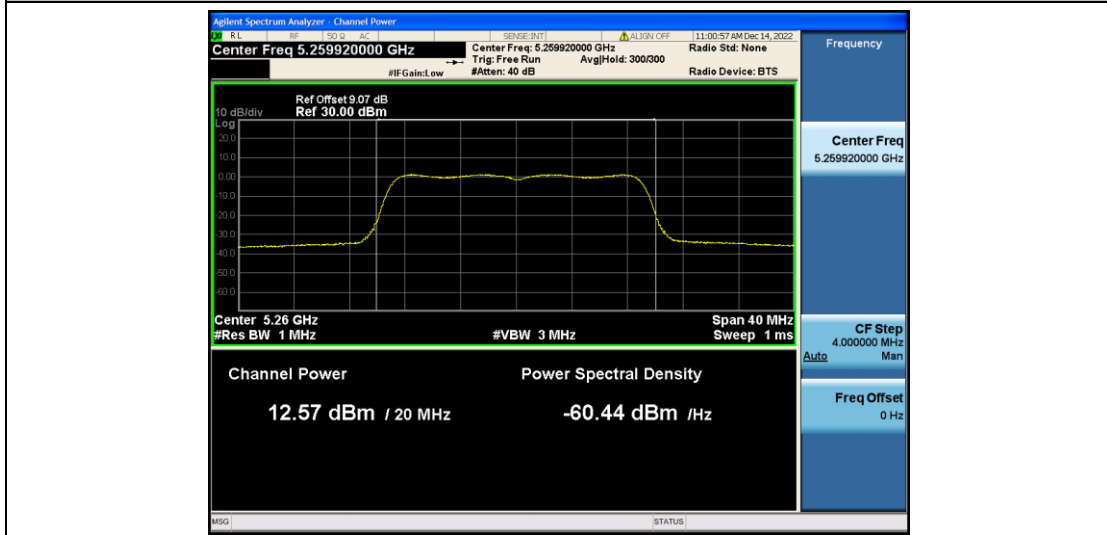 Agilent Spectrum Analyzer - Channel Power
RL RF 50 Ω AC SENSE:INT ALIGN OFF 11:00:57 AM Dec 14, 2022
Center Freq 5.259920000 GHz
Center Freq: 5.259920000 GHz
Radio Std: None
Trig: Free Run Avg|Hold: 300/300
#IFGain:Low
#Atten: 40 dB
Radio Device: BTS
Frequency
Ref Offset 9.07 dB
10 dB/div Ref 30.00 dBm
Log
20.0
10.0
0.00
-10.0
-20.0
-30.0
-40.0
-50.0
-60.0
Center Freq
5.259920000 GHz
Center 5.26 GHz Span 40 MHz
#Res BW 1 MHz #VBW 3 MHz Sweep 1 ms
CF Step
4.000000 MHz
Auto Man
Channel Power Power Spectral Density
12.57 dBm / 20 MHz -60.44 dBm /Hz
Freq Offset
0 Hz
MSG STATUS